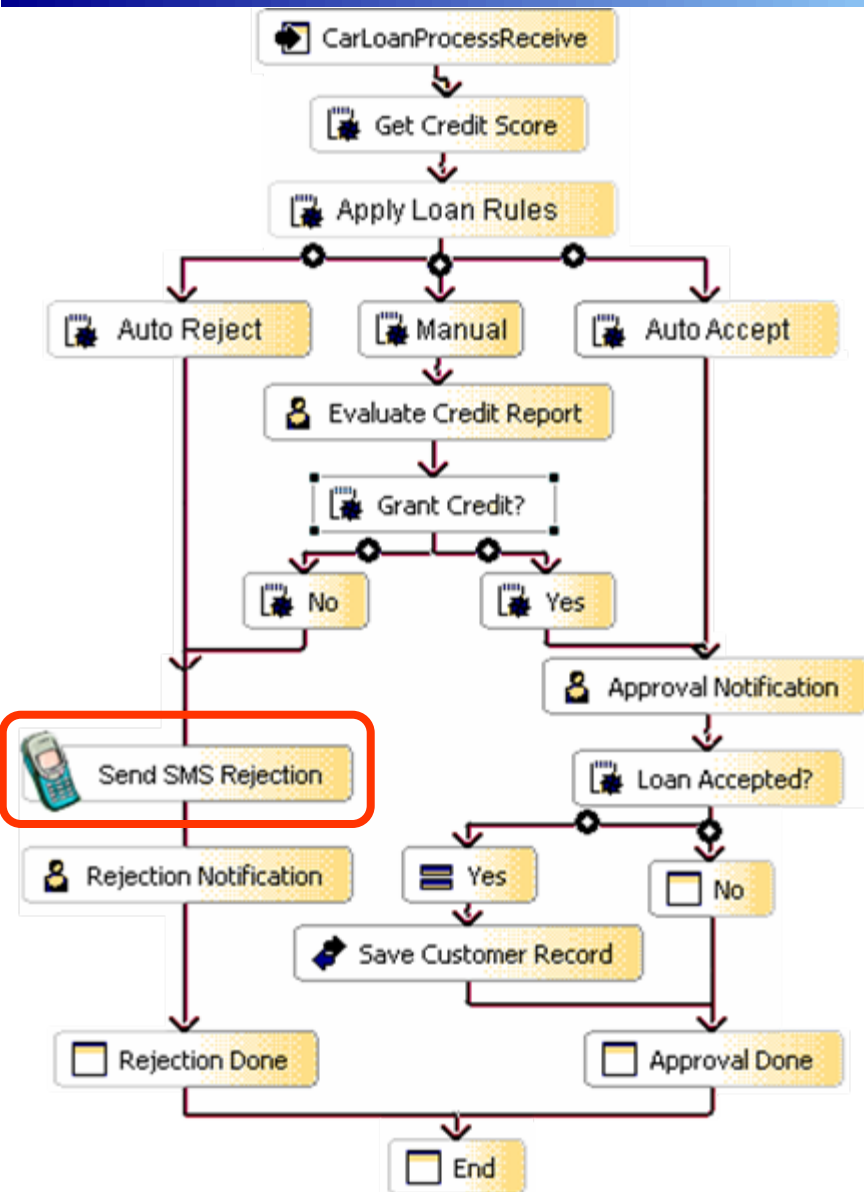 CarLoanProcessReceive
Get Credit Score
Apply Loan Rules
Auto Reject
Manual
Auto Accept
Evaluate Credit Report
Grant Credit?
No
Yes
Approval Notification
Send SMS Rejection
Loan Accepted?
Rejection Notification
Yes
No
Save Customer Record
Rejection Done
Approval Done
End